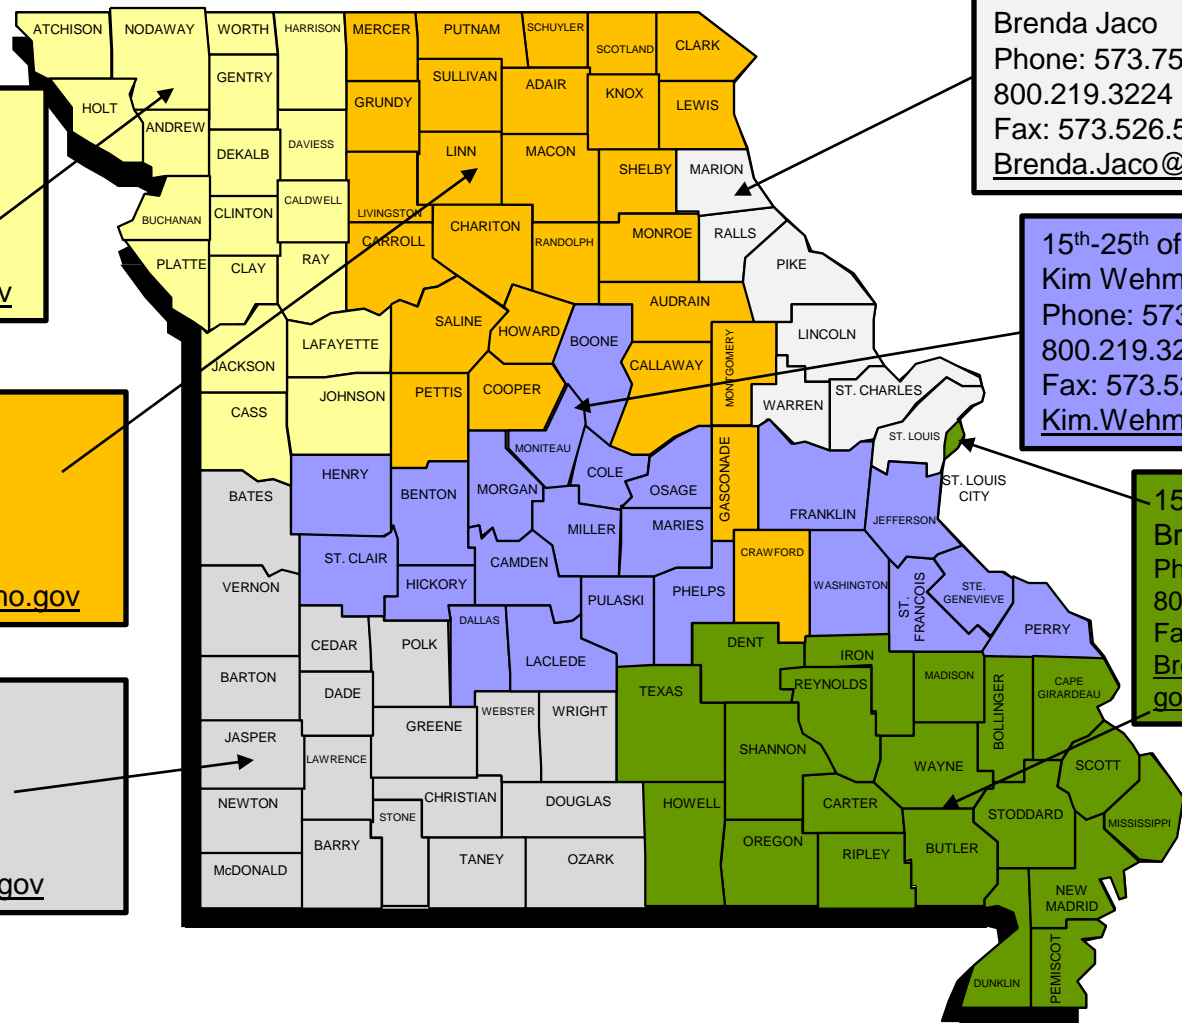 ATCHISON
NODAWAY
WORTH
HARRISON
MERCER
PUTNAM
SCHUYLER
SCOTLAND
CLARK
GENTRY
SULLIVAN
ADAIR
KNOX
HOLT
GRUNDY
LEWIS
ANDREW
DEKALB
DAVIESS
LINN
MACON
SHELBY
MARION
BUCHANAN
CLINTON
CALDWELL
LIVINGSTON
CHARITON
RANDOLPH
MONROE
RALLS
PLATTE
CLAY
RAY
CARROLL
PIKE
AUDRAIN
SALINE
HOWARD
BOONE
LINCOLN
JACKSON
LAFAYETTE
CALLAWAY
MONTGOMERY
CASS
JOHNSON
PETTIS
COOPER
WARREN
ST. CHARLES
ST. LOUIS
ST. LOUIS
CITY
BATES
HENRY
BENTON
MORGAN
MONITEAU
COLE
OSAGE
GASCONADE
FRANKLIN
JEFFERSON
MILLER
MARIES
VERNON
ST. CLAIR
HICKORY
CAMDEN
PULASKI
PHELPS
CRAWFORD
WASHINGTON
ST.
FRANCOIS
STE.
GENEVIEVE
PERRY
CEDAR
POLK
DALLAS
LACLEDE
DENT
IRON
BARTON
DADE
TEXAS
REYNOLDS
MADISON
BOLLINGER
CAPE
GIRARDEAU
JASPER
LAWRENCE
GREENE
WEBSTER
WRIGHT
SHANNON
WAYNE
SCOTT
NEWTON
STONE
CHRISTIAN
DOUGLAS
HOWELL
CARTER
STODDARD
MISSISSIPPI
McDONALD
BARRY
TANEY
OZARK
OREGON
RIPLEY
BUTLER
NEW
MADRID
DUNKLIN
PEMISCOT
v
no.gov
gov
Brenda Jaco
Phone: 573.75
800.219.3224
Fax: 573.526.5
Brenda.Jaco@
15th-25th of
Kim Wehm
Phone: 573
800.219.32
Fax: 573.52
Kim.Wehm
15
Br
Ph
80
Fa
Bre
go